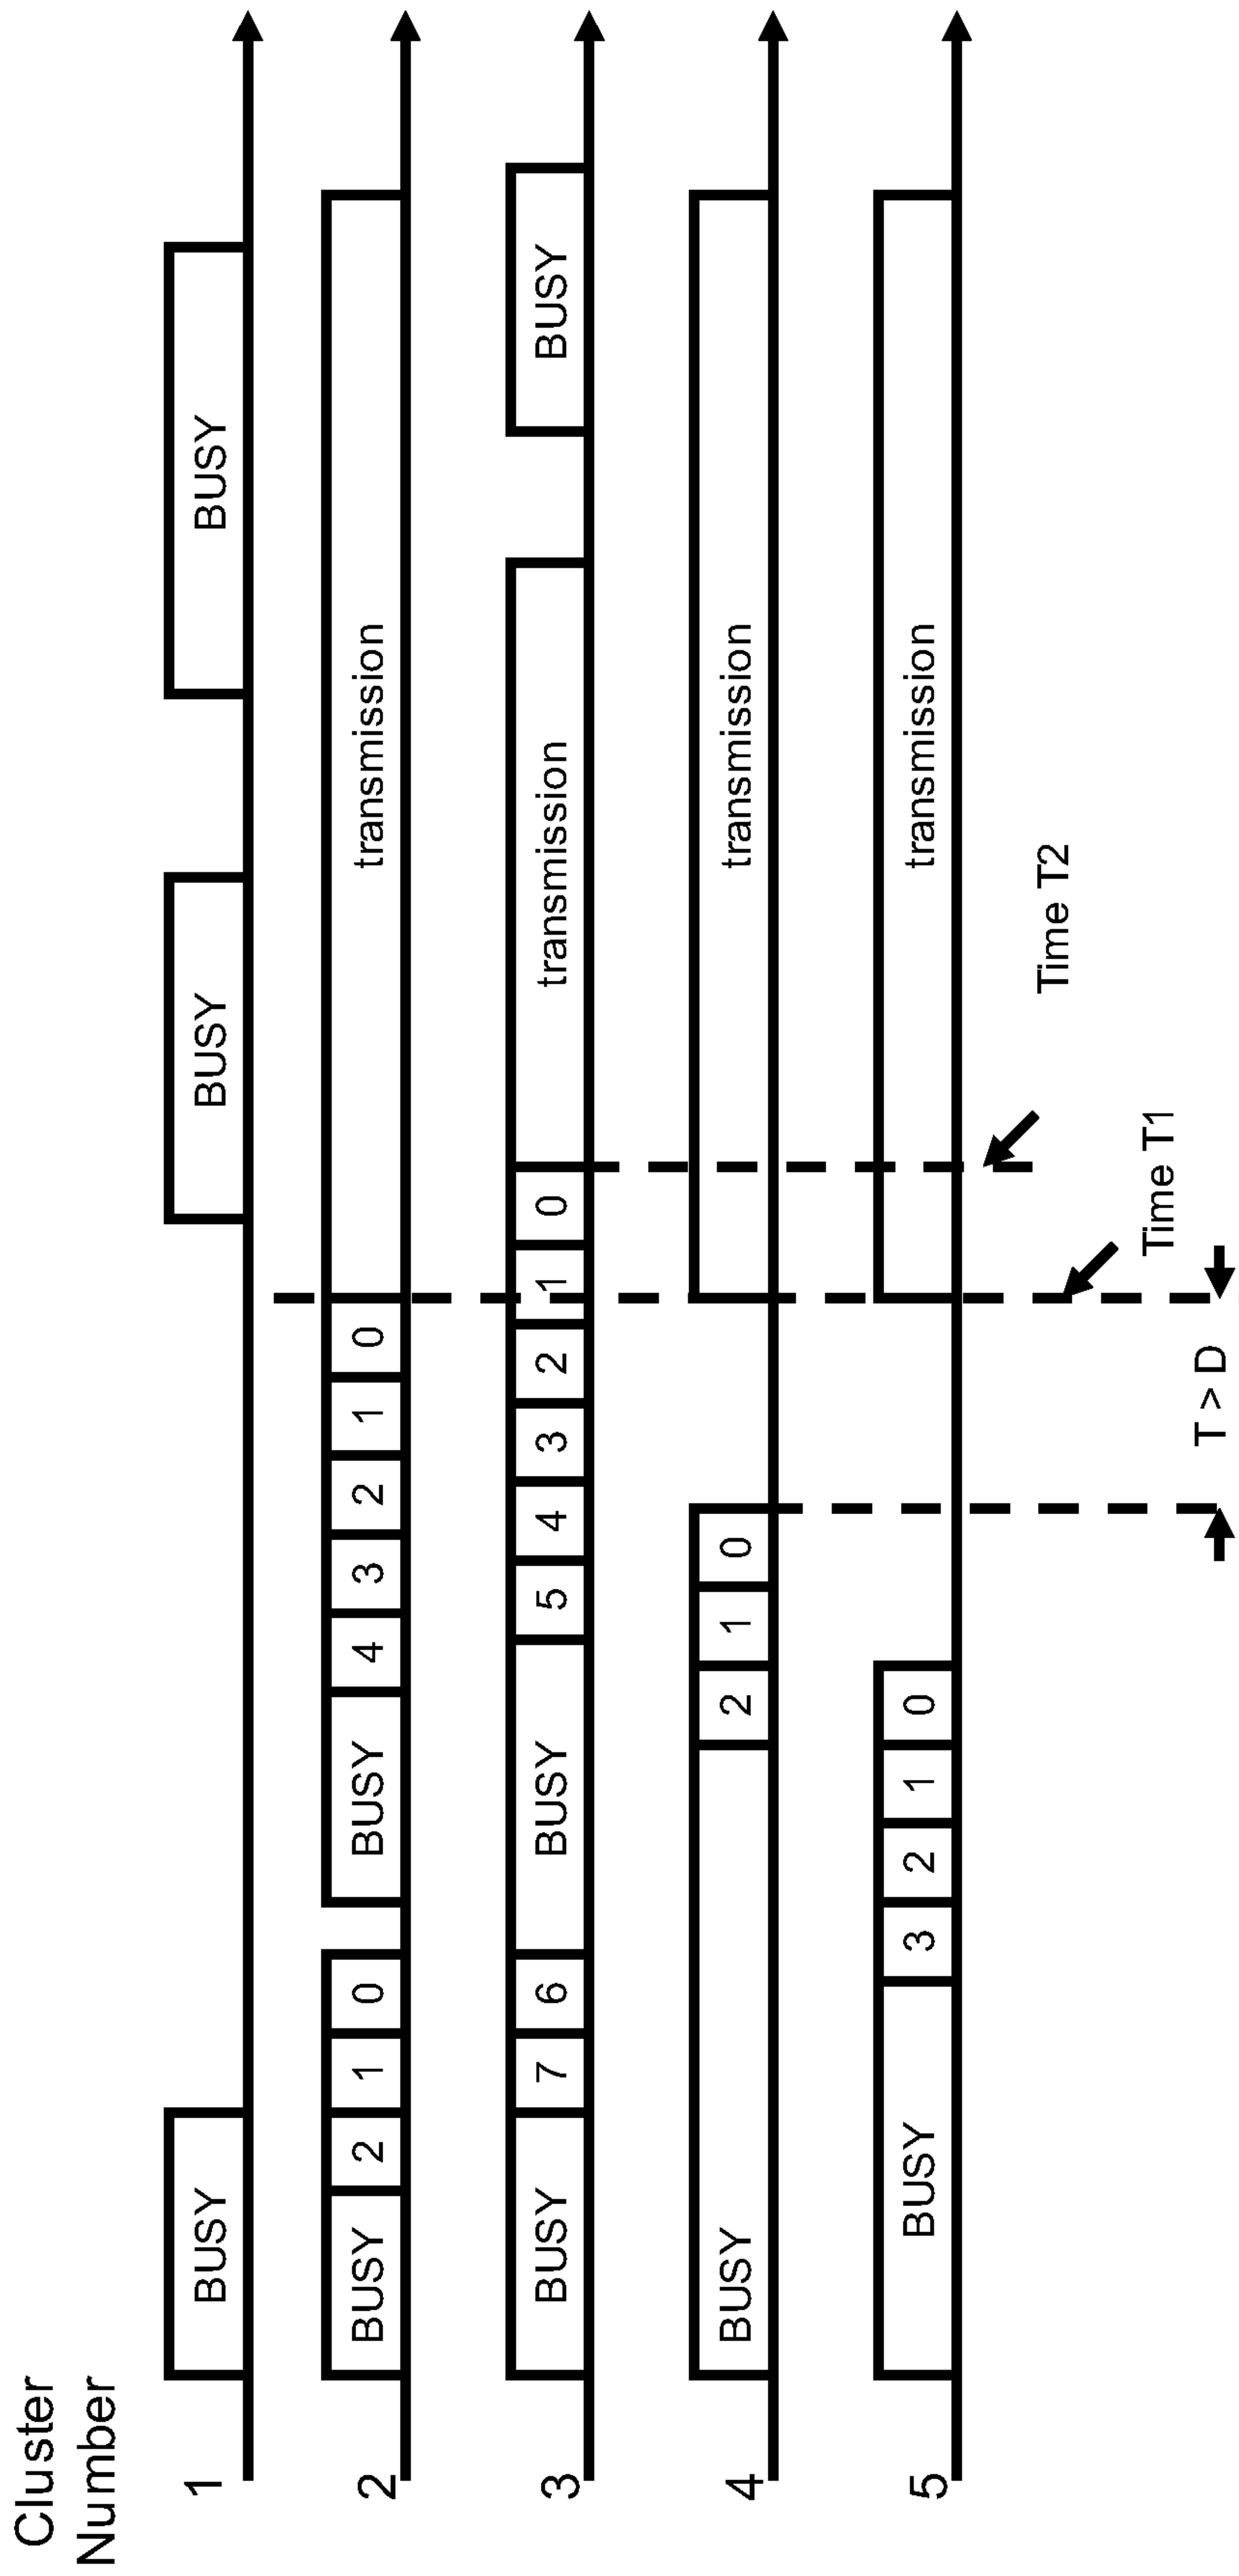 Cluster
Number
1
BUSY
BUSY
BUSY
2
BUSY
2
1
0
BUSY
4
3
2
1
0
transmission
3
BUSY
7
6
BUSY
5
4
3
2
1
0
transmission
BUSY
4
BUSY
2
1
0
transmission
5
BUSY
3
2
1
0
transmission
Time T2
Time T1
T > D